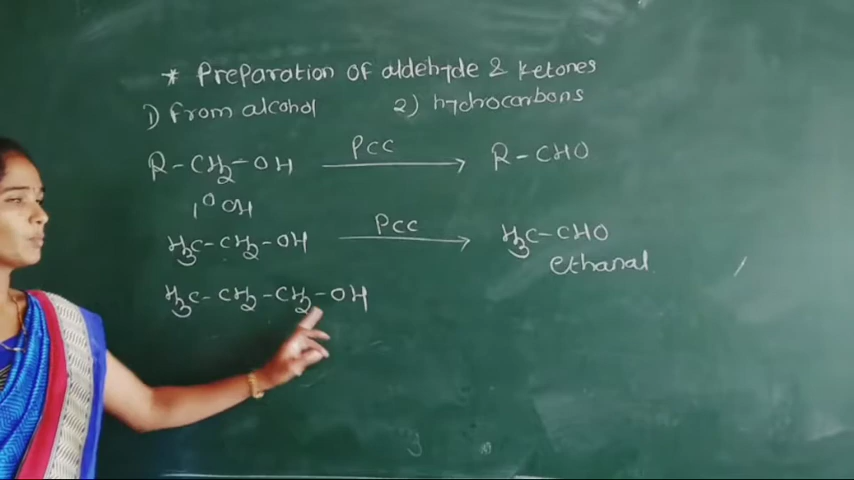 * Preparation of aldehyde & Ketones
1) from alcohol 2) hydrocarbons
R-CH2-OH PCC R-CHO
1° OH
H3C-CH2-OH PCC H3C-CHO
ethanal
H3C-CH2-CH2-OH